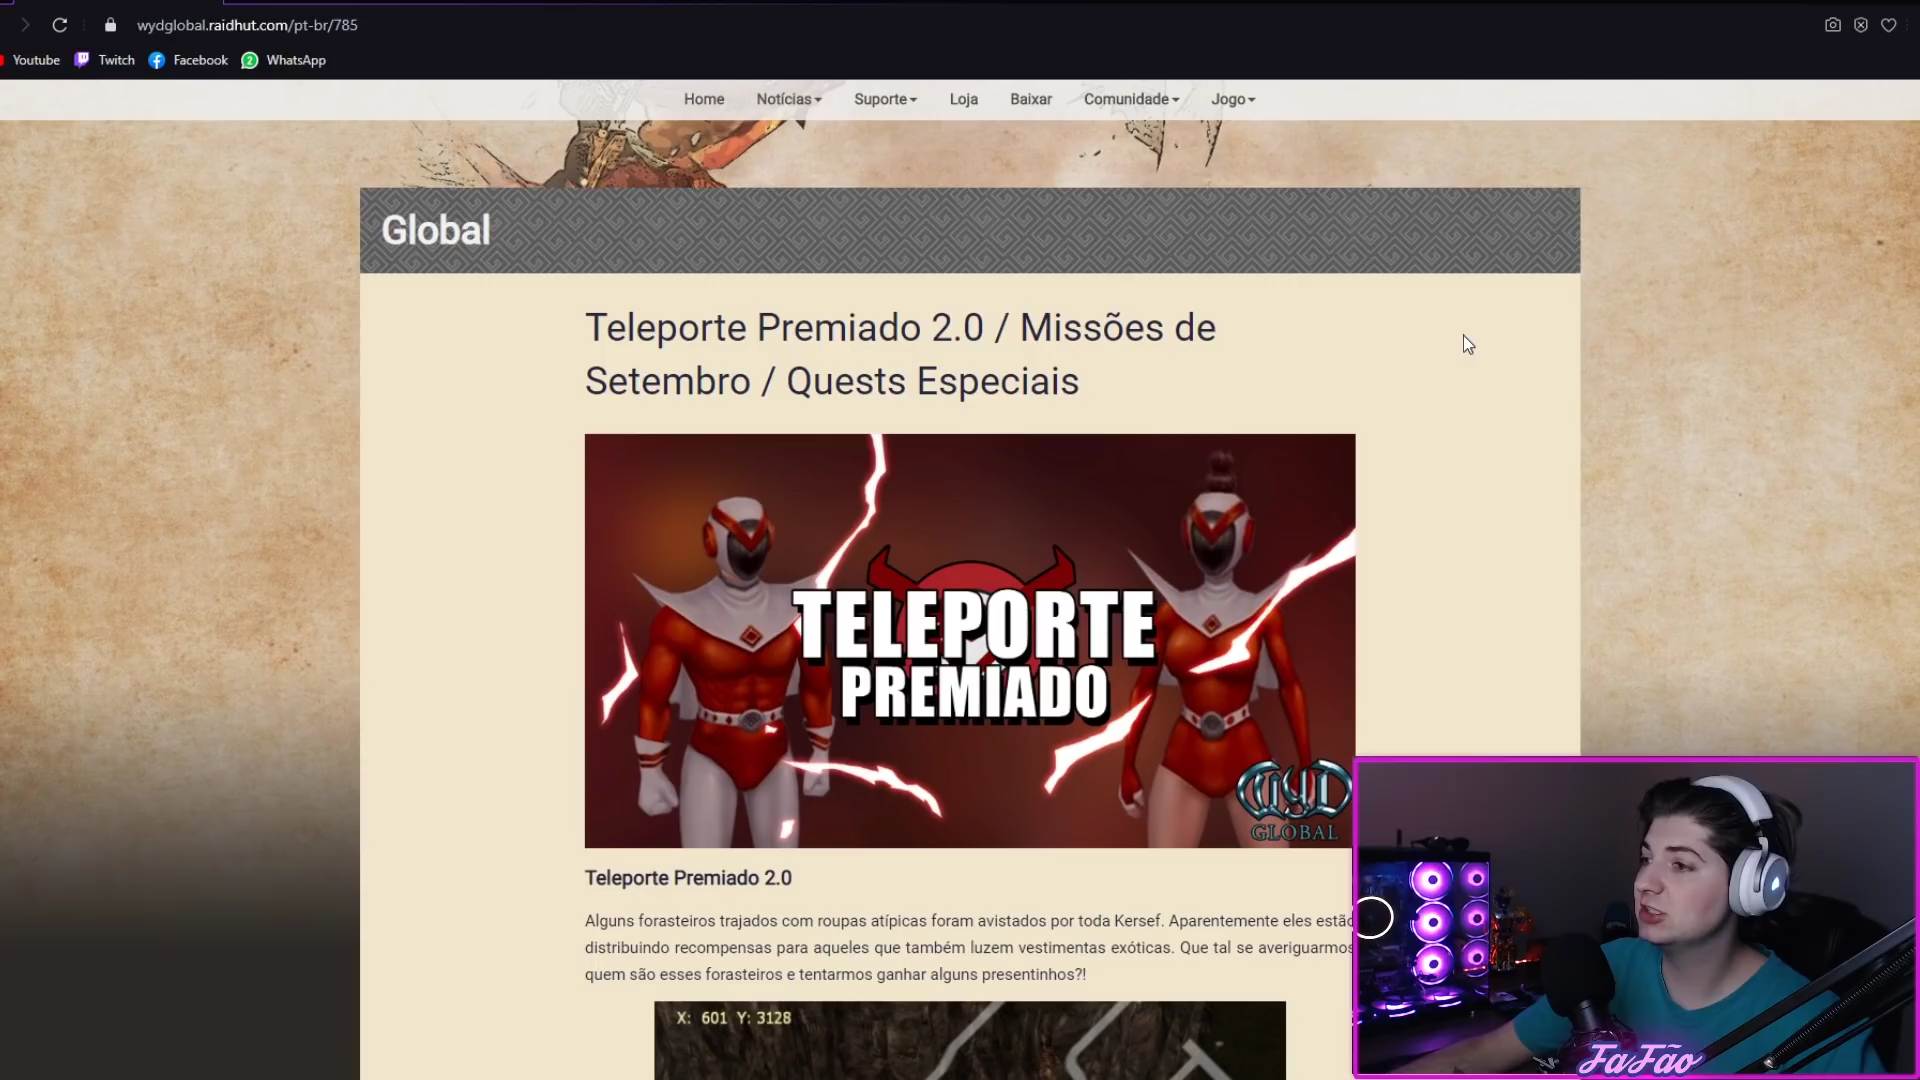 wydglobal.raidhut.com/pt-br/785
Youtube Twitch Facebook 2 WhatsApp
Home Notícias Suporte Loja Baixar Comunidade Jogo
Global
Teleporte Premiado 2.0 / Missões de
Setembro / Quests Especiais
TELEPORTE
PREMIADO
WYD
GLOBAL
Teleporte Premiado 2.0
Alguns forasteiros trajados com roupas atípicas foram avistados por toda Kersef. Aparentemente eles estão
distribuindo recompensas para aqueles que também luzem vestimentas exóticas. Que tal se averiguarmos
quem são esses forasteiros e tentarmos ganhar alguns presentinhos?!
X: 601 Y: 3128
FaFão